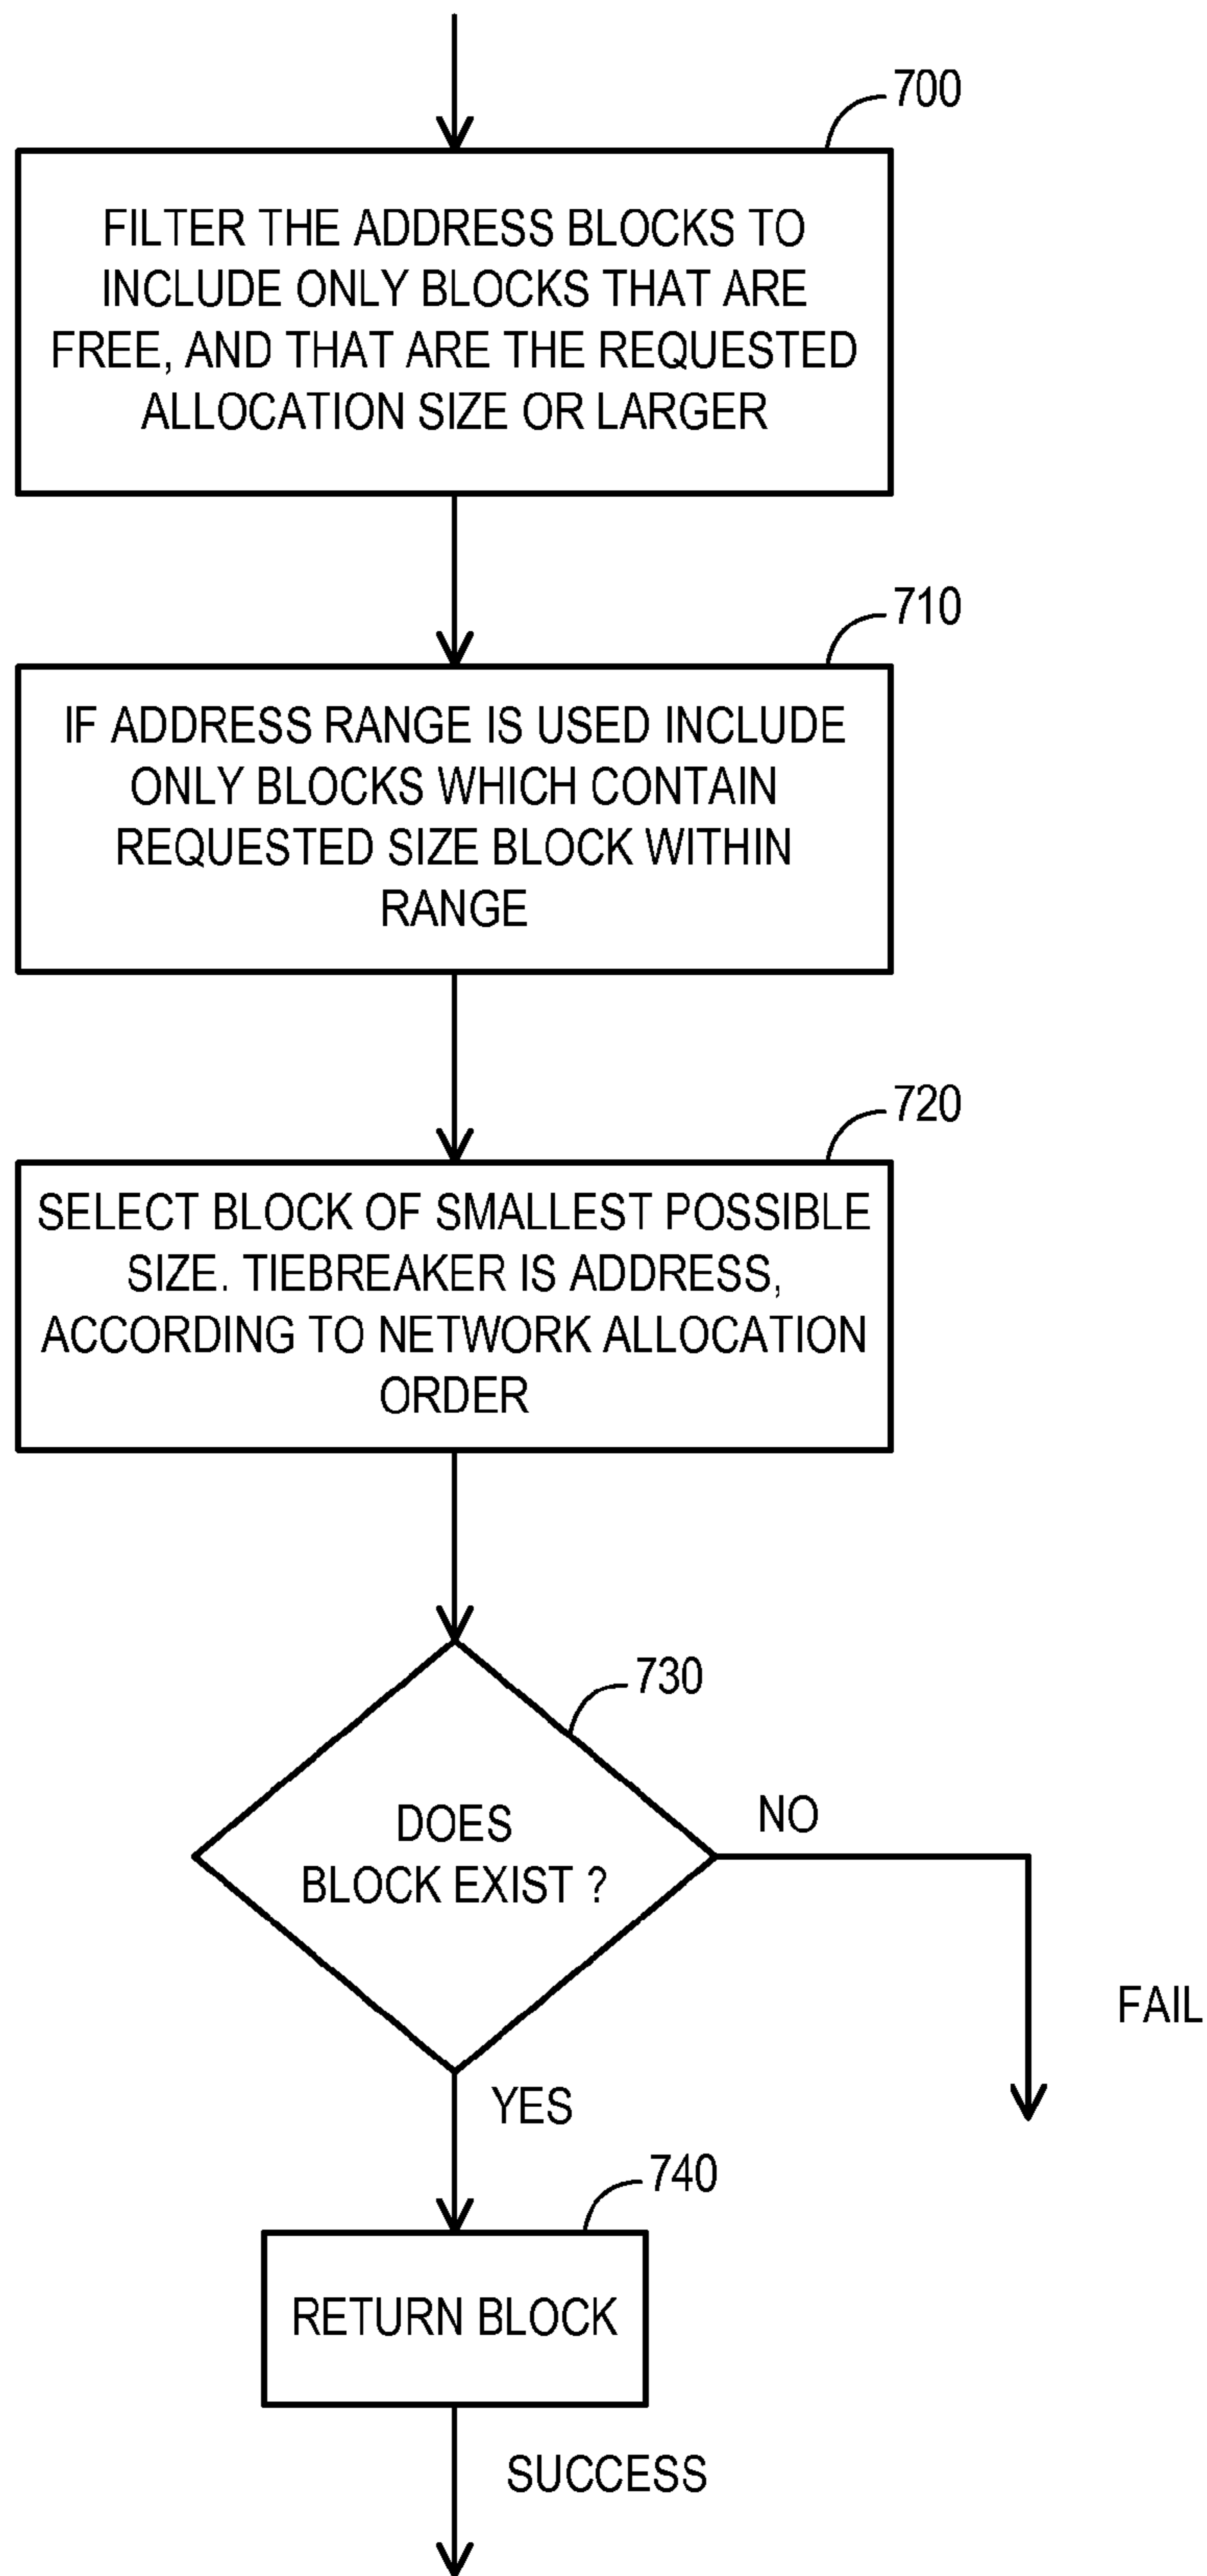 700
FILTER THE ADDRESS BLOCKS TO
INCLUDE ONLY BLOCKS THAT ARE
FREE, AND THAT ARE THE REQUESTED
ALLOCATION SIZE OR LARGER
710
IF ADDRESS RANGE IS USED INCLUDE
ONLY BLOCKS WHICH CONTAIN
REQUESTED SIZE BLOCK WITHIN
RANGE
720
SELECT BLOCK OF SMALLEST POSSIBLE
SIZE. TIEBREAKER IS ADDRESS,
ACCORDING TO NETWORK ALLOCATION
ORDER
730
DOES
BLOCK EXIST ?
NO
FAIL
YES
740
RETURN BLOCK
SUCCESS